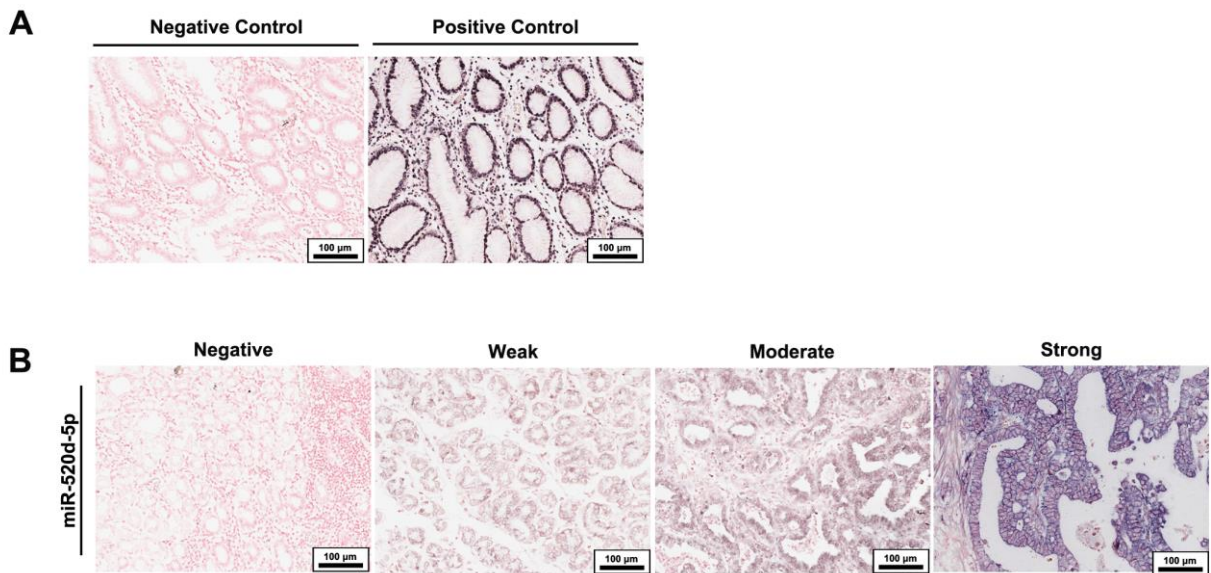 A
Negative Control
Positive Control
100 µm
100 µm
B
Negative
Weak
Moderate
Strong
miR-520d-5p
100 µm
100 µm
100 µm
100 µm